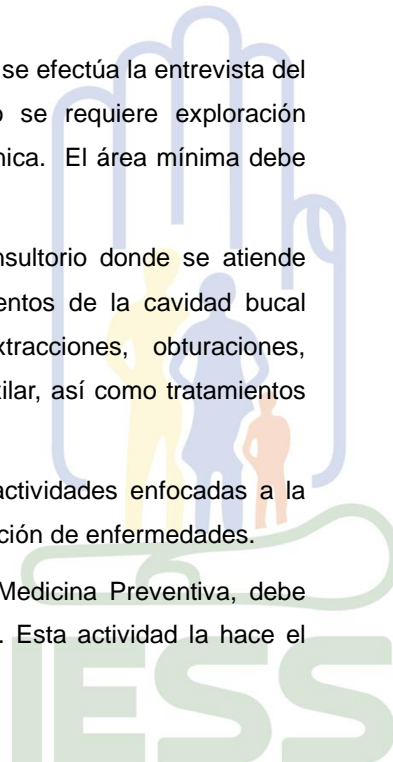 se efectúa la entrevista del
se requiere exploración
nica. El área mínima debe
nsultorio donde se atiende
entos de la cavidad bucal
xtracciones, obturaciones,
xilar, así como tratamientos
actividades enfocadas a la
ción de enfermedades.
Medicina Preventiva, debe
. Esta actividad la hace el
IESS